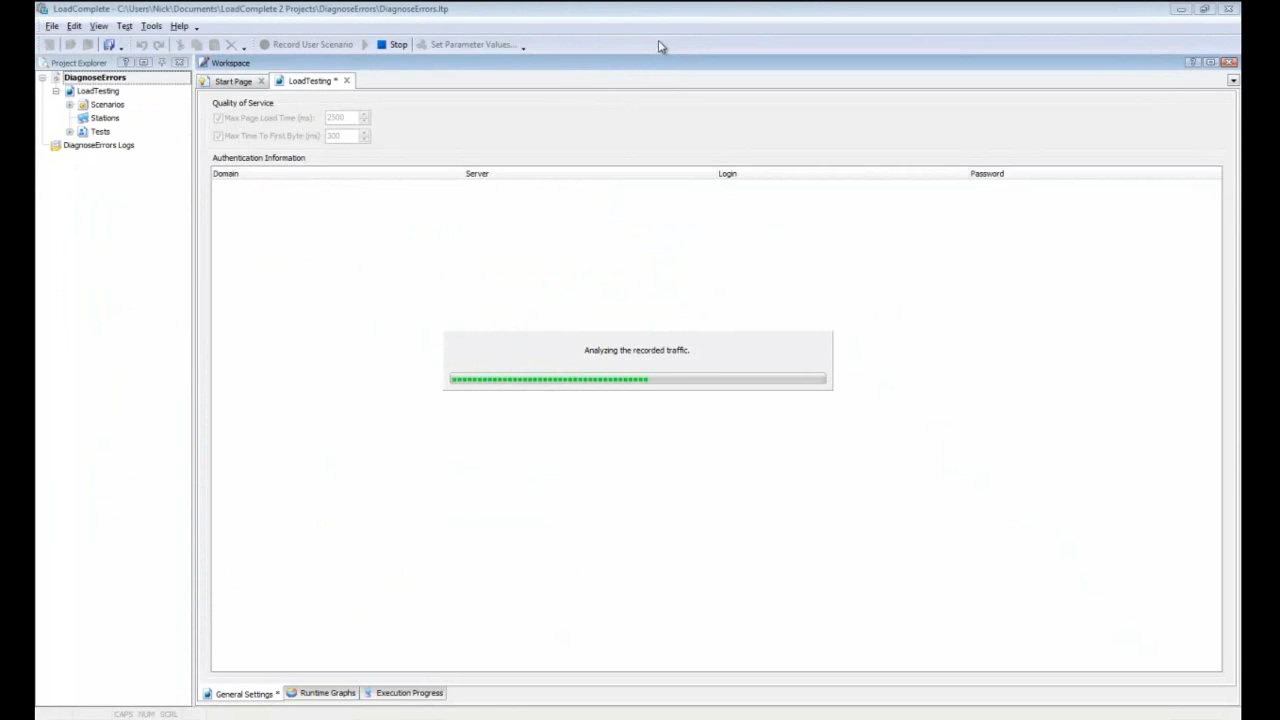 LoadComplete - C:\Users\Nick\Documents\LoadComplete 2 Projects\DiagnoseErrors\DiagnoseErrors.ltp
File Edit View Test Tools Help
Record User Scenario Stop Set Parameter Values...
Project Explorer
Workspace
DiagnoseErrors
LoadTesting
Scenarios
Stations
Tests
DiagnoseErrors Logs
Start Page LoadTesting *
Quality of Service
Max Page Load Time (ms): 2500
Max Time To First Byte (ms) 300
Authentication Information
Domain Server Login Password
Analyzing the recorded traffic.
General Settings * Runtime Graphs Execution Progress
CAPS NUM SCRL